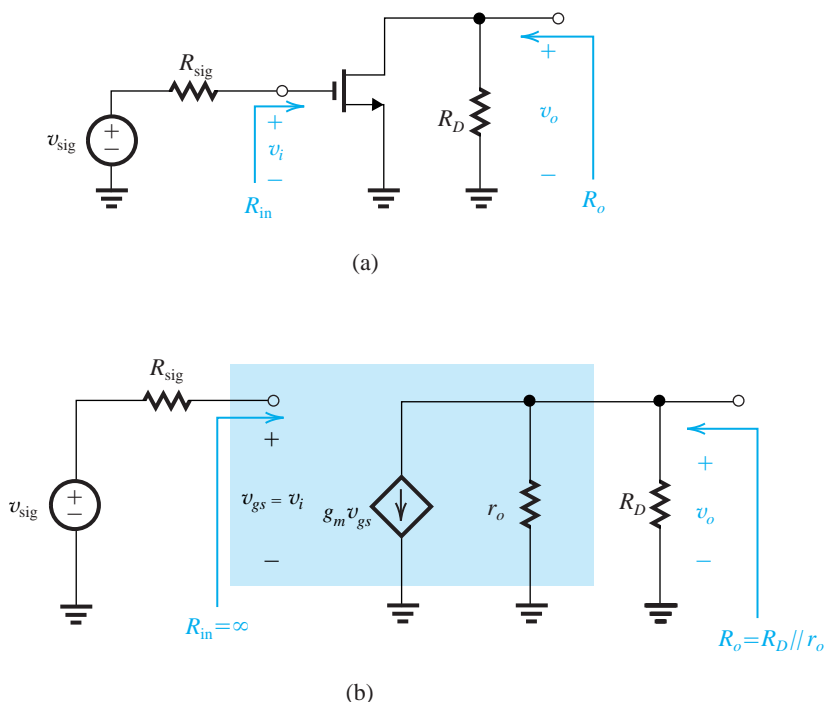 R_sig
v_sig
+
−
R_in
+
v_i
−
R_D
+
v_o
−
R_o
(a)
R_sig
v_sig
+
−
R_in = ∞
+
v_gs = v_i
−
g_m v_gs
r_o
R_D
+
v_o
−
R_o = R_D // r_o
(b)